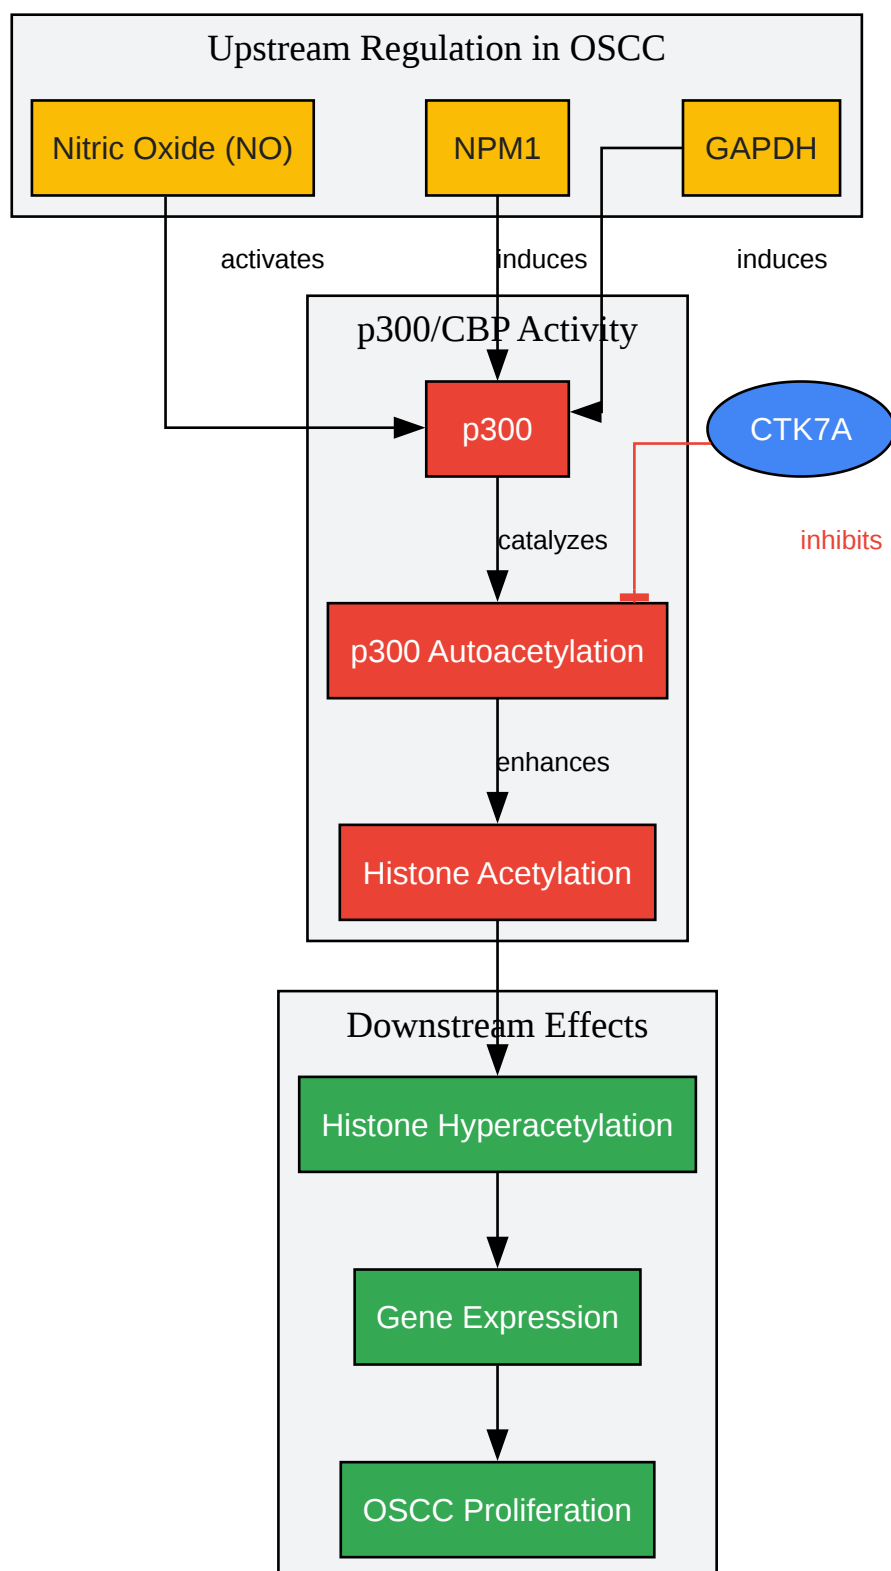 Upstream Regulation in OSCC
Nitric Oxide (NO)
NPM1
GAPDH
activates
induces
induces
p300/CBP Activity
p300
CTK7A
catalyzes
inhibits
p300 Autoacetylation
enhances
Histone Acetylation
Downstream Effects
Histone Hyperacetylation
Gene Expression
OSCC Proliferation